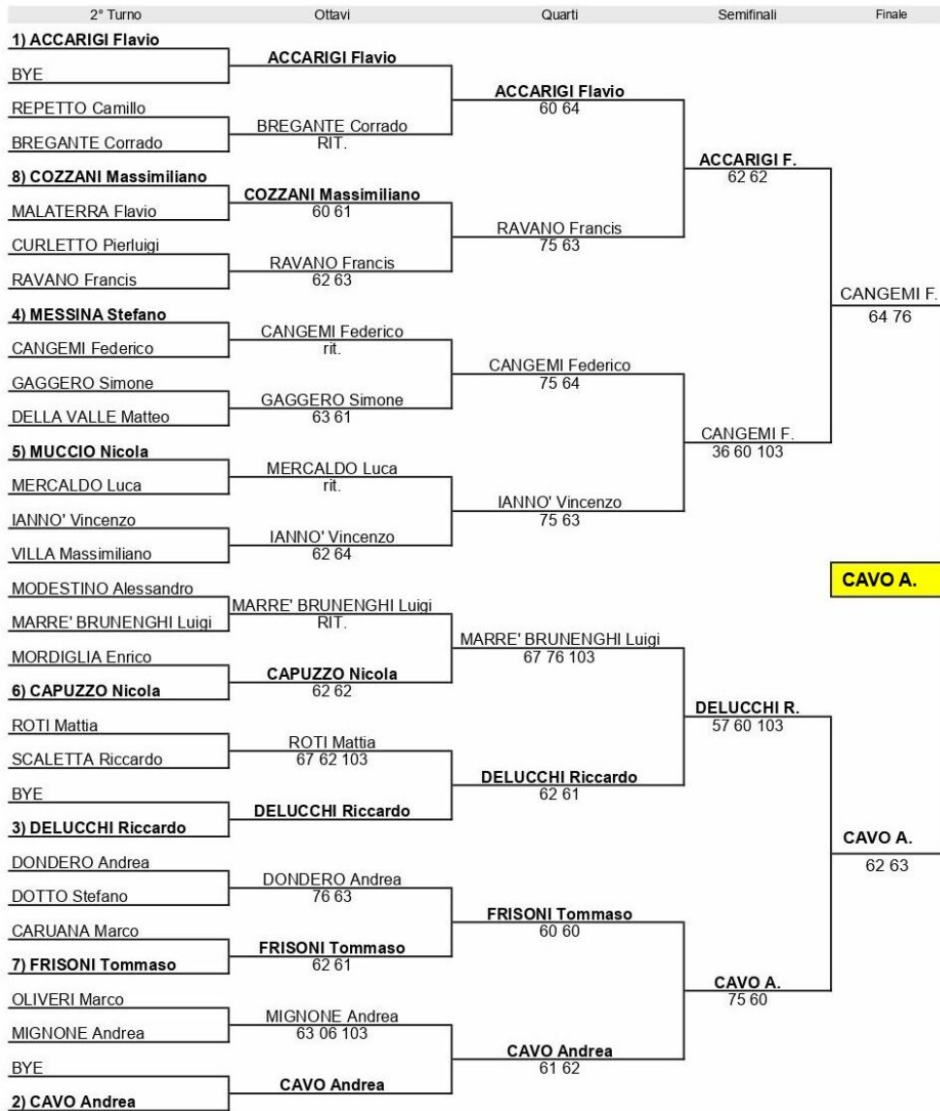 2° Turno
Ottavi
Quarti
Semifinali
Finale
1) ACCARIGI Flavio
BYE
REPETTO Camillo
BREGANTE Corrado
8) COZZANI Massimiliano
MALATERRA Flavio
CURLETTO Pierluigi
RAVANO Francis
4) MESSINA Stefano
CANGEMI Federico
GAGGERO Simone
DELLA VALLE Matteo
5) MUCCIO Nicola
MERCALDO Luca
IANNO' Vincenzo
VILLA Massimiliano
MODESTINO Alessandro
MARRE' BRUNENGHI Luigi
MORDIGLIA Enrico
6) CAPUZZO Nicola
ROTI Mattia
SCALETTA Riccardo
BYE
3) DELUCCHI Riccardo
DONDERO Andrea
DOTTO Stefano
CARUANA Marco
7) FRISONI Tommaso
OLIVERI Marco
MIGNONE Andrea
BYE
2) CAVO Andrea
ACCARIGI Flavio
BREGANTE Corrado
RIT.
COZZANI Massimiliano
60 61
RAVANO Francis
62 63
CANGEMI Federico
rit.
GAGGERO Simone
63 61
MERCALDO Luca
rit.
IANNO' Vincenzo
62 64
MARRE' BRUNENGHI Luigi
RIT.
CAPUZZO Nicola
62 62
ROTI Mattia
67 62 103
DELUCCHI Riccardo
DONDERO Andrea
76 63
FRISONI Tommaso
62 61
MIGNONE Andrea
63 06 103
CAVO Andrea
ACCARIGI Flavio
60 64
RAVANO Francis
75 63
CANGEMI Federico
75 64
IANNO' Vincenzo
75 63
MARRE' BRUNENGHI Luigi
67 76 103
DELUCCHI Riccardo
62 61
FRISONI Tommaso
60 60
CAVO Andrea
61 62
ACCARIGI F.
62 62
CANGEMI F.
36 60 103
DELUCCHI R.
57 60 103
CAVO A.
75 60
CANGEMI F.
64 76
CAVO A.
CAVO A.
62 63